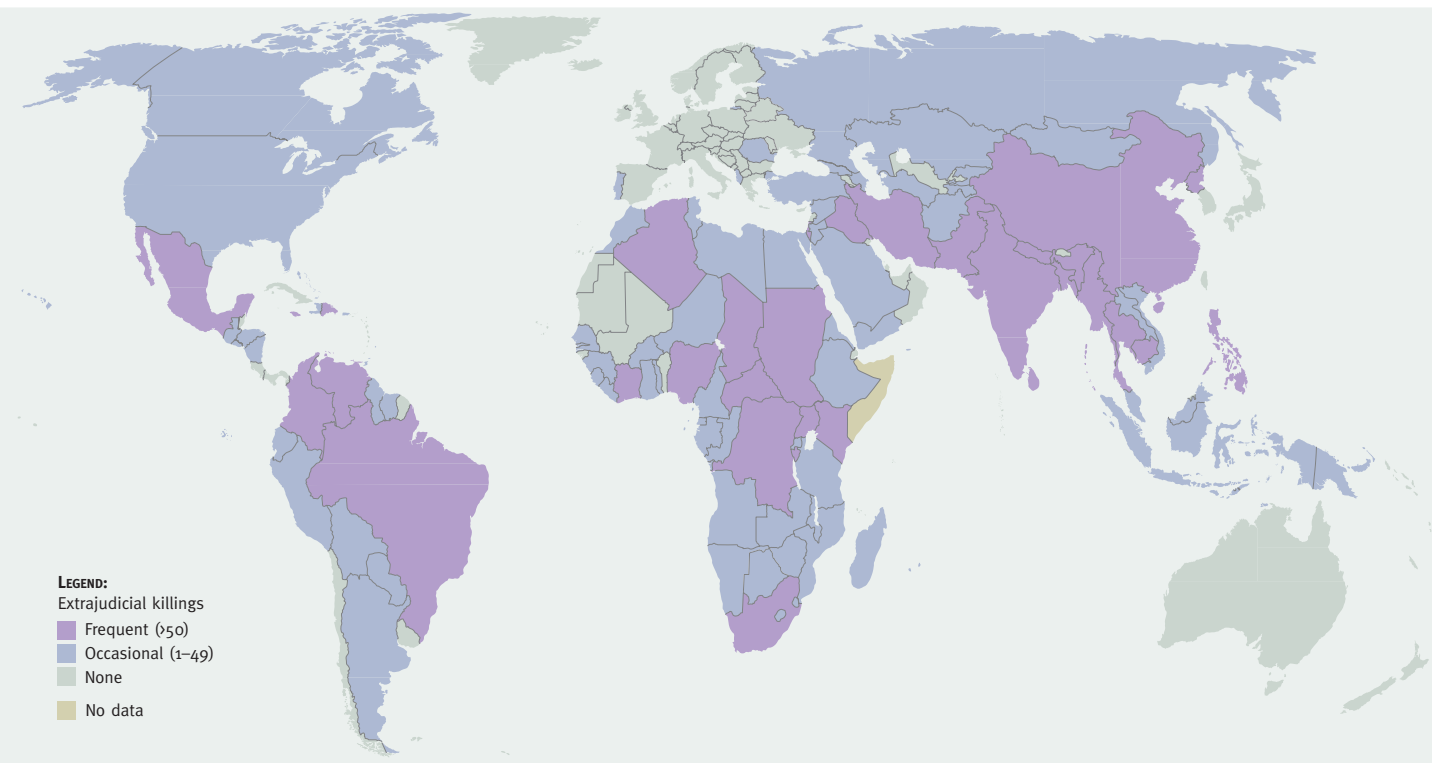 LEGEND:
Extrajudicial killings
Frequent (>50)
Occasional (1–49)
None
No data